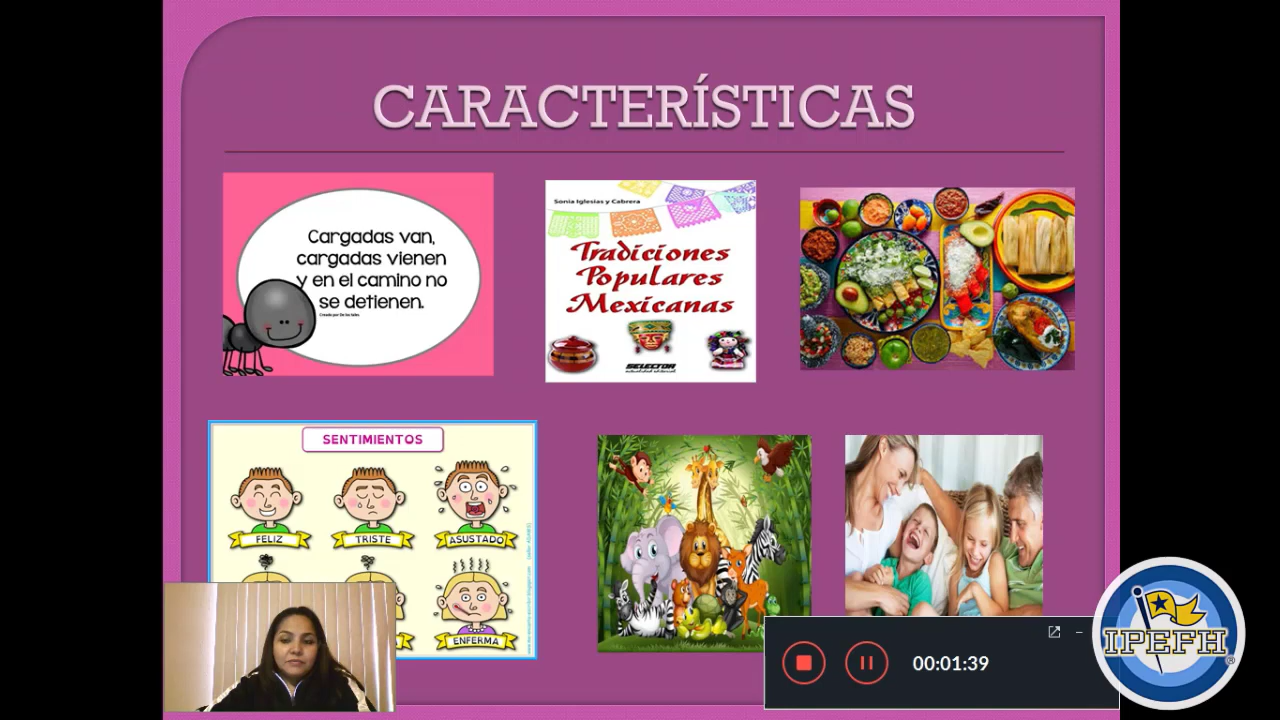 CARACTERÍSTICAS
Cargadas van,
cargadas vienen
y en el camino no
se detienen.
Sonia Iglesias y Cabrera
Tradiciones
Populares
Mexicanas
SELECTOR
SENTIMIENTOS
FELIZ
TRISTE
ASUSTADO
ENFERMA
00:01:39
IPEFH
®